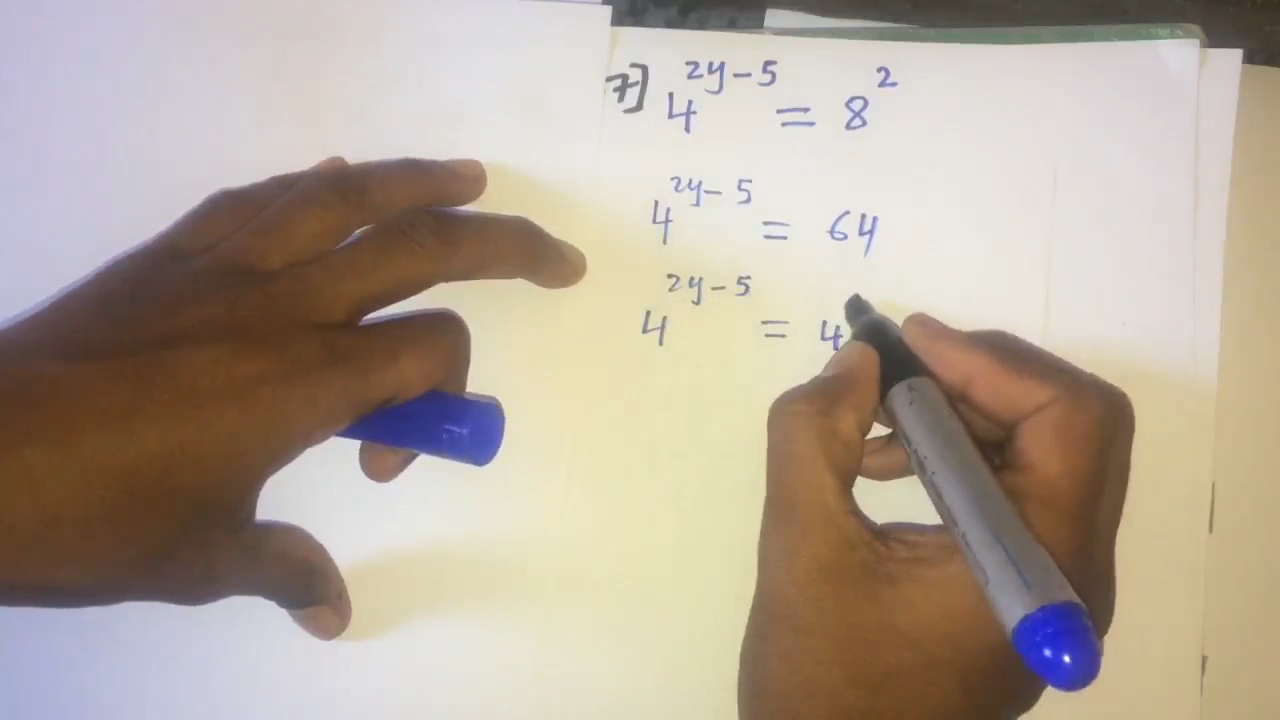 7] 4^{2y-5} = 8^2
4^{2y-5} = 64
4^{2y-5} = 4